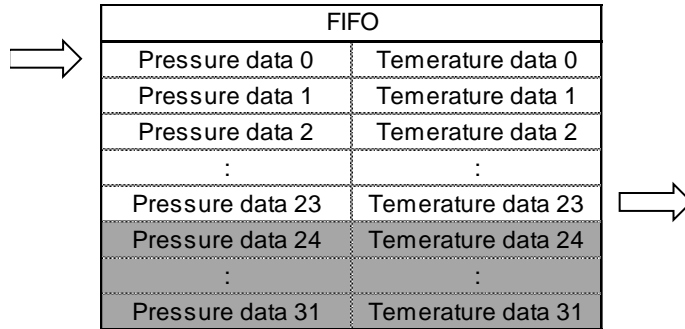 FIFO
Pressure data 0 Temerature data 0
Pressure data 1 Temerature data 1
Pressure data 2 Temerature data 2
: :
Pressure data 23 Temerature data 23
Pressure data 24 Temerature data 24
: :
Pressure data 31 Temerature data 31